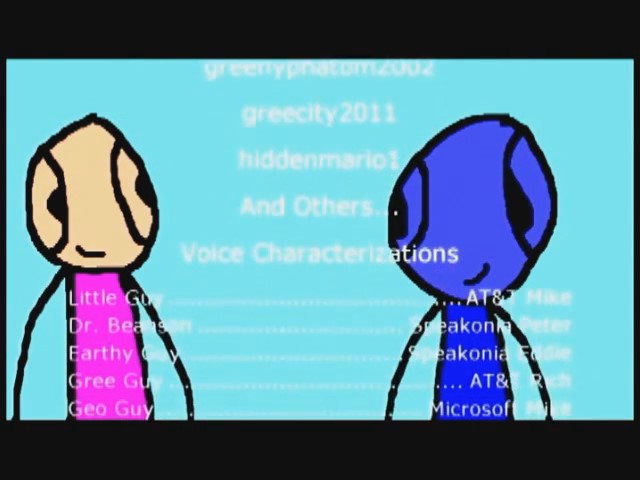 greenyphatom2002
greecity2011
hiddenmario1
And Others...
Voice Characterizations
Little Guy ............................................. AT&T Mike
Dr. Beanson ................................ Speakonia Peter
Earthy Guy ................................. Speakonia Eddie
Gree Guy ............................................. AT&T Rich
Geo Guy ....................................... Microsoft Mike